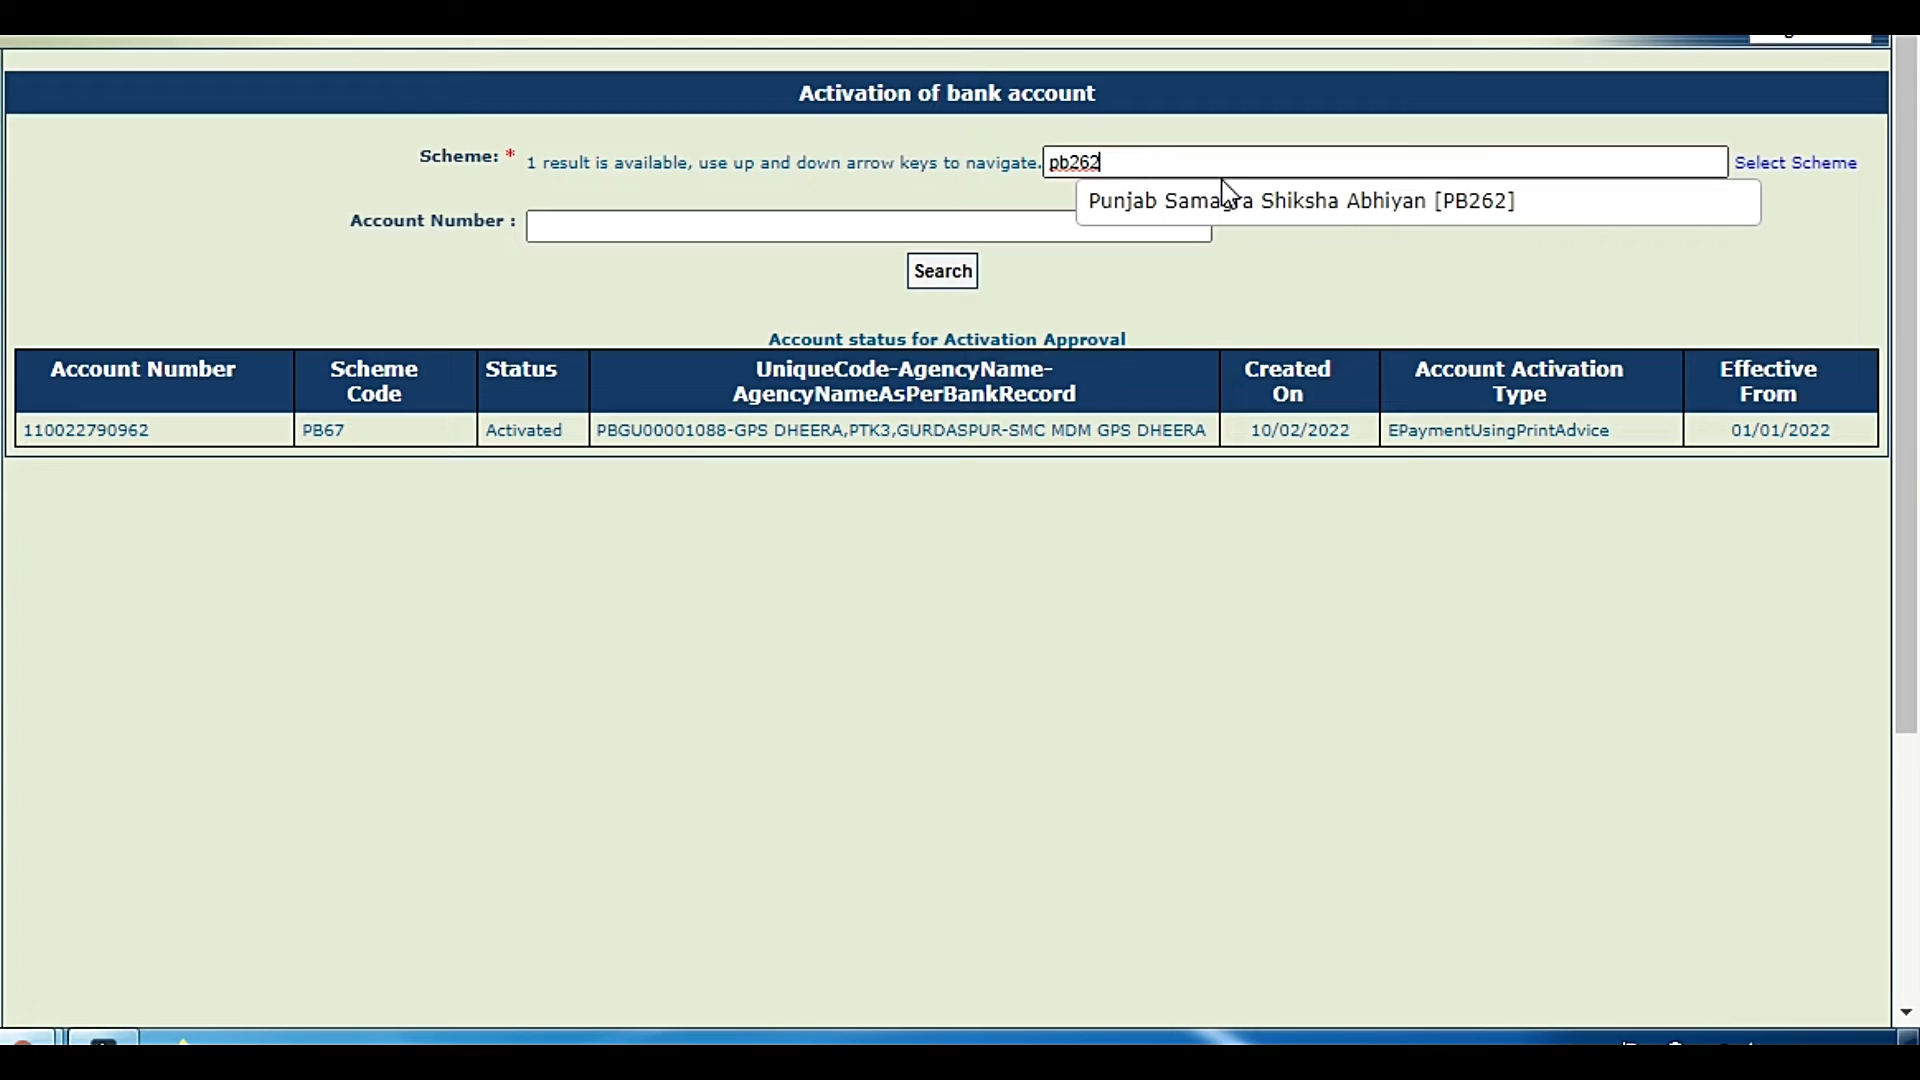 Activation of bank account
Scheme: * 1 result is available, use up and down arrow keys to navigate. pb262 Select Scheme
Punjab Samagra Shiksha Abhiyan [PB262]
Account Number :
Search
Account status for Activation Approval
Account Number Scheme Code Status UniqueCode-AgencyName-AgencyNameAsPerBankRecord Created On Account Activation Type Effective From
110022790962 PB67 Activated PBGU00001088-GPS DHEERA,PTK3,GURDASPUR-SMC MDM GPS DHEERA 10/02/2022 EPaymentUsingPrintAdvice 01/01/2022